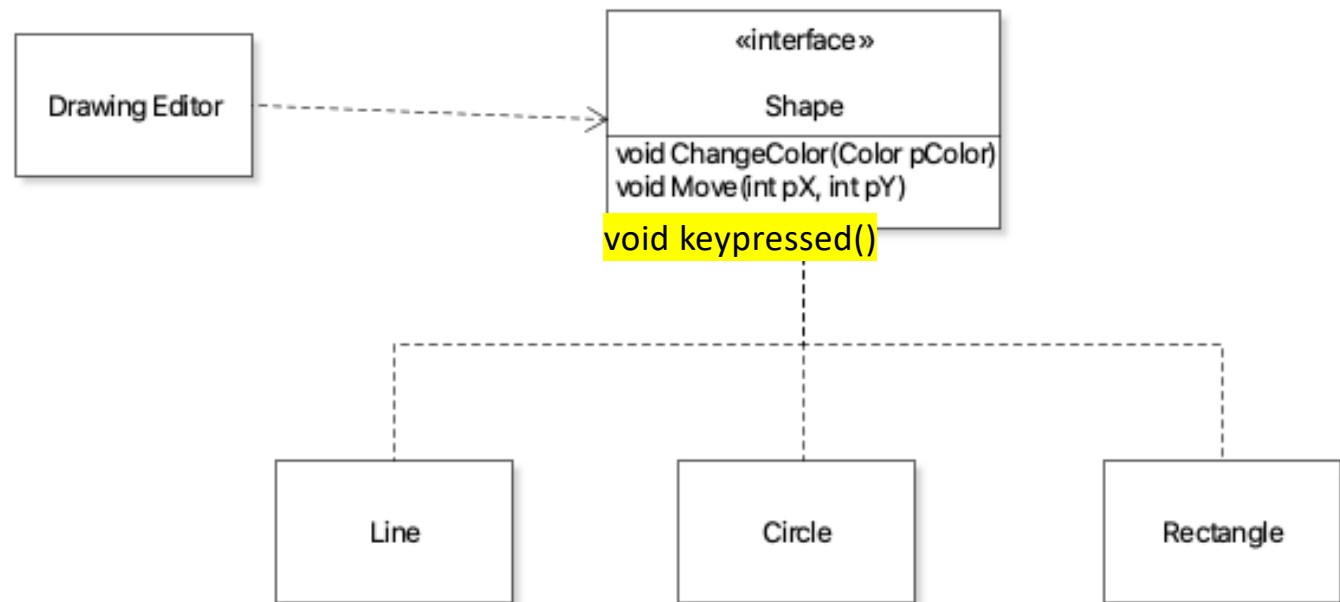 «interface»
Drawing Editor
Shape
void ChangeColor(Color pColor)
void Move(int pX, int pY)
void keypressed()
Line
Circle
Rectangle